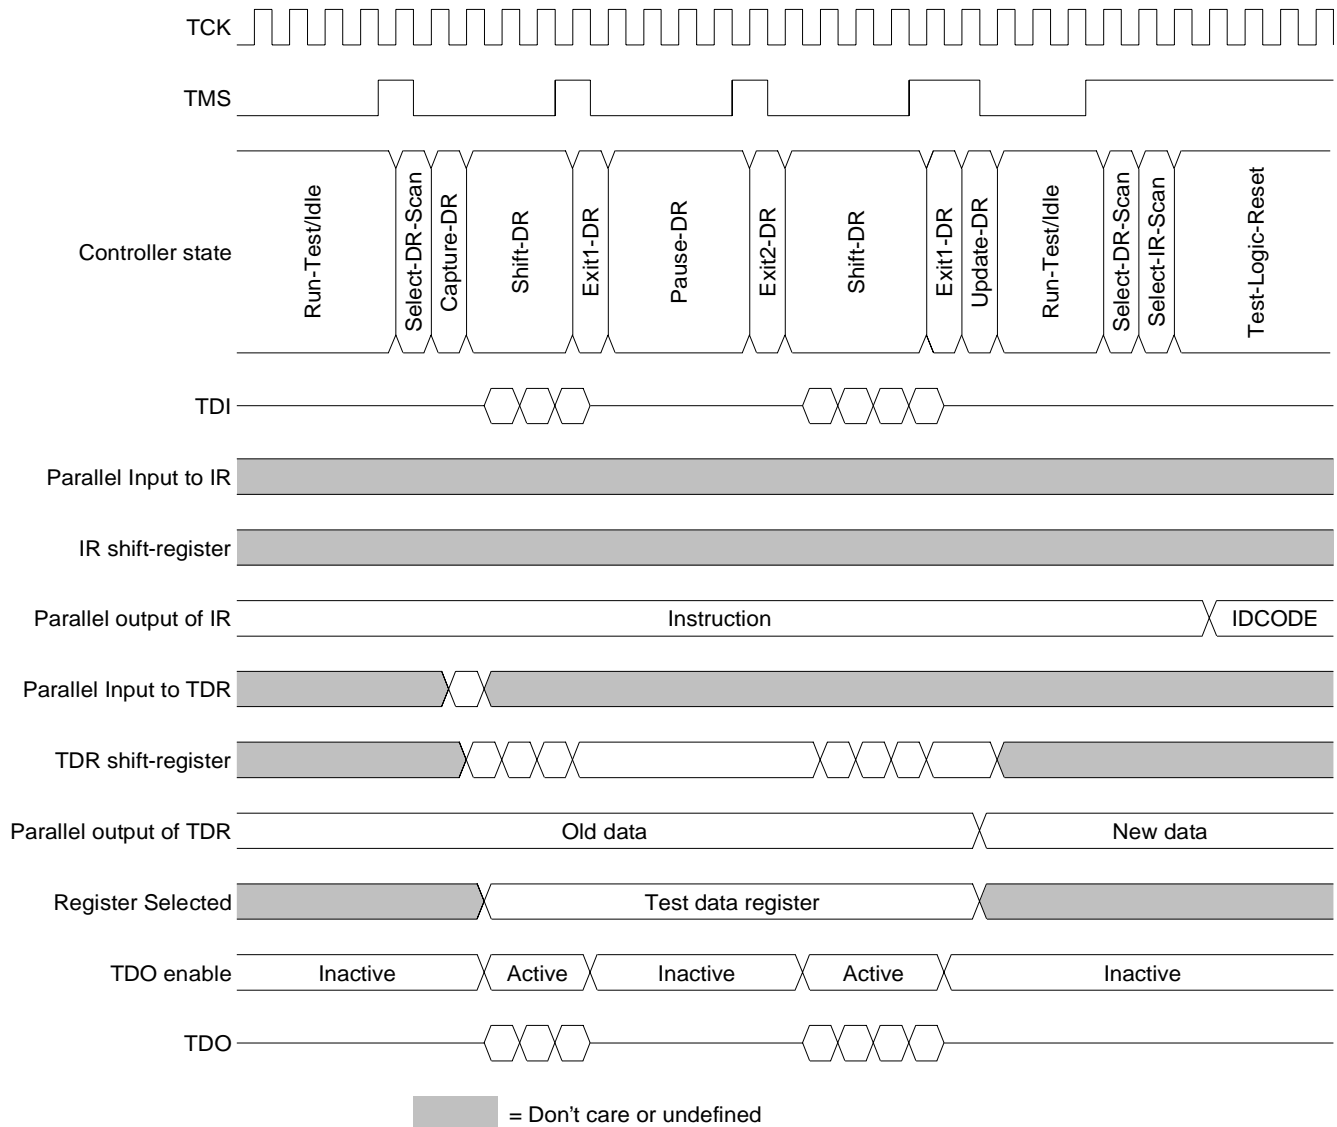 TCK
TMS
Controller state
Run-Test/Idle
Select-DR-Scan
Capture-DR
Shift-DR
Exit1-DR
Pause-DR
Exit2-DR
Shift-DR
Exit1-DR
Update-DR
Run-Test/Idle
Select-DR-Scan
Select-IR-Scan
Test-Logic-Reset
TDI
Parallel Input to IR
IR shift-register
Parallel output of IR Instruction IDCODE
Parallel Input to TDR
TDR shift-register
Parallel output of TDR Old data New data
Register Selected Test data register
TDO enable Inactive Active Inactive Active Inactive
TDO
= Don't care or undefined